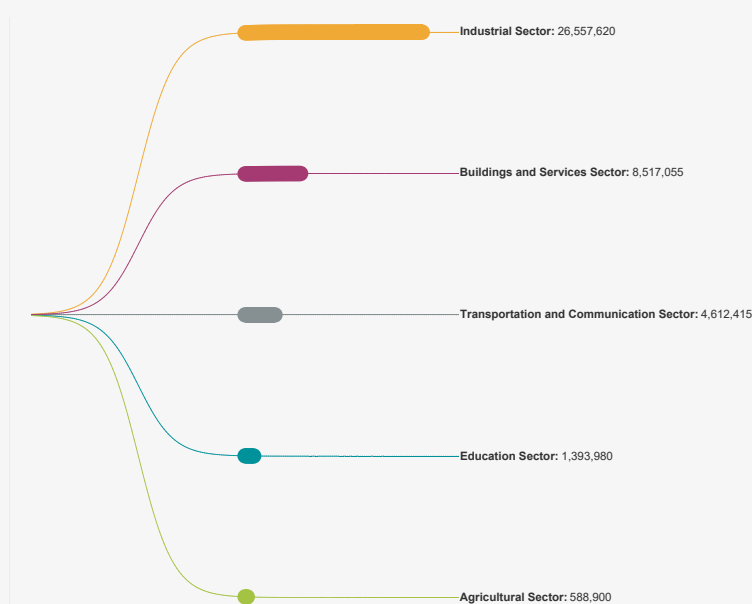 Industrial Sector: 26,557,620
Buildings and Services Sector: 8,517,055
Transportation and Communication Sector: 4,612,415
Education Sector: 1,393,980
Agricultural Sector: 588,900